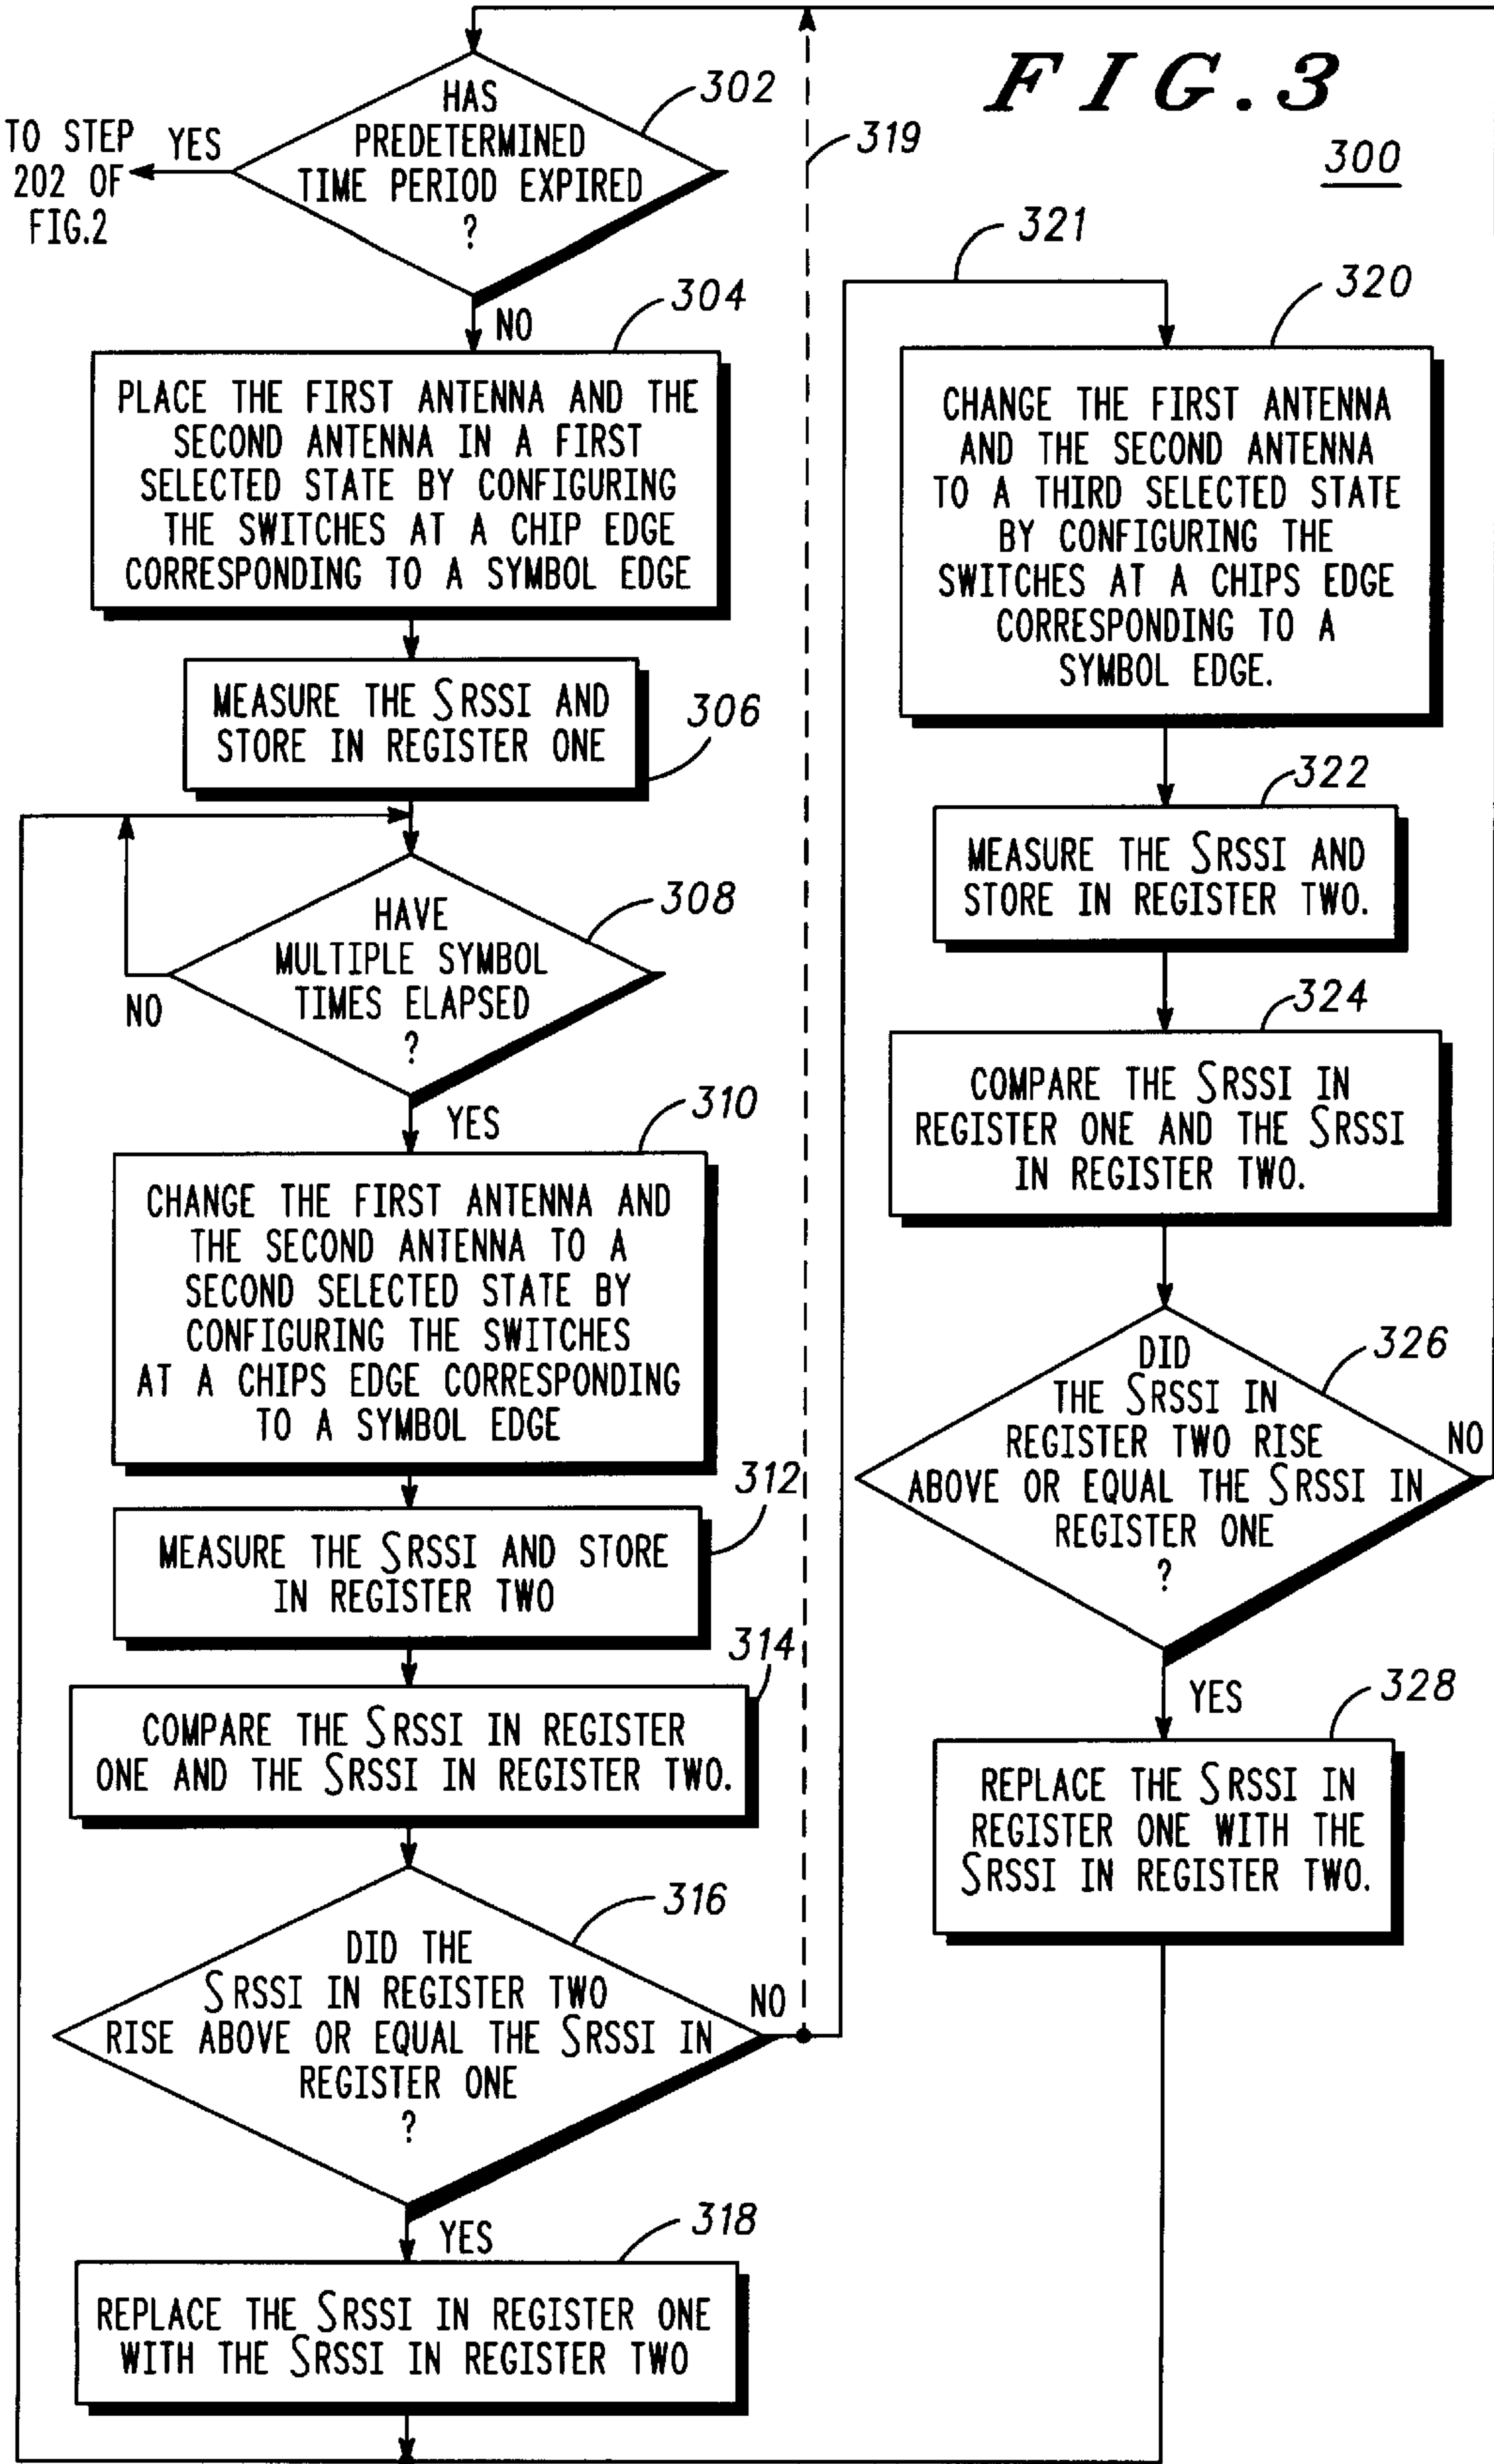 FIG.3
300
HAS
PREDETERMINED
TIME PERIOD EXPIRED
?
302
YES
TO STEP
202 OF
FIG.2
NO
304
PLACE THE FIRST ANTENNA AND THE
SECOND ANTENNA IN A FIRST
SELECTED STATE BY CONFIGURING
THE SWITCHES AT A CHIP EDGE
CORRESPONDING TO A SYMBOL EDGE
MEASURE THE SRSSI AND
STORE IN REGISTER ONE
306
HAVE
MULTIPLE SYMBOL
TIMES ELAPSED
?
308
NO
YES
310
CHANGE THE FIRST ANTENNA AND
THE SECOND ANTENNA TO A
SECOND SELECTED STATE BY
CONFIGURING THE SWITCHES
AT A CHIPS EDGE CORRESPONDING
TO A SYMBOL EDGE
312
MEASURE THE SRSSI AND STORE
IN REGISTER TWO
314
COMPARE THE SRSSI IN REGISTER
ONE AND THE SRSSI IN REGISTER TWO.
316
DID THE
SRSSI IN REGISTER TWO
RISE ABOVE OR EQUAL THE SRSSI IN
REGISTER ONE
?
NO
YES
318
REPLACE THE SRSSI IN REGISTER ONE
WITH THE SRSSI IN REGISTER TWO
319
321
320
CHANGE THE FIRST ANTENNA
AND THE SECOND ANTENNA
TO A THIRD SELECTED STATE
BY CONFIGURING THE
SWITCHES AT A CHIPS EDGE
CORRESPONDING TO A
SYMBOL EDGE.
322
MEASURE THE SRSSI AND
STORE IN REGISTER TWO.
324
COMPARE THE SRSSI IN
REGISTER ONE AND THE SRSSI
IN REGISTER TWO.
326
DID
THE SRSSI IN
REGISTER TWO RISE
ABOVE OR EQUAL THE SRSSI IN
REGISTER ONE
?
NO
YES
328
REPLACE THE SRSSI IN
REGISTER ONE WITH THE
SRSSI IN REGISTER TWO.